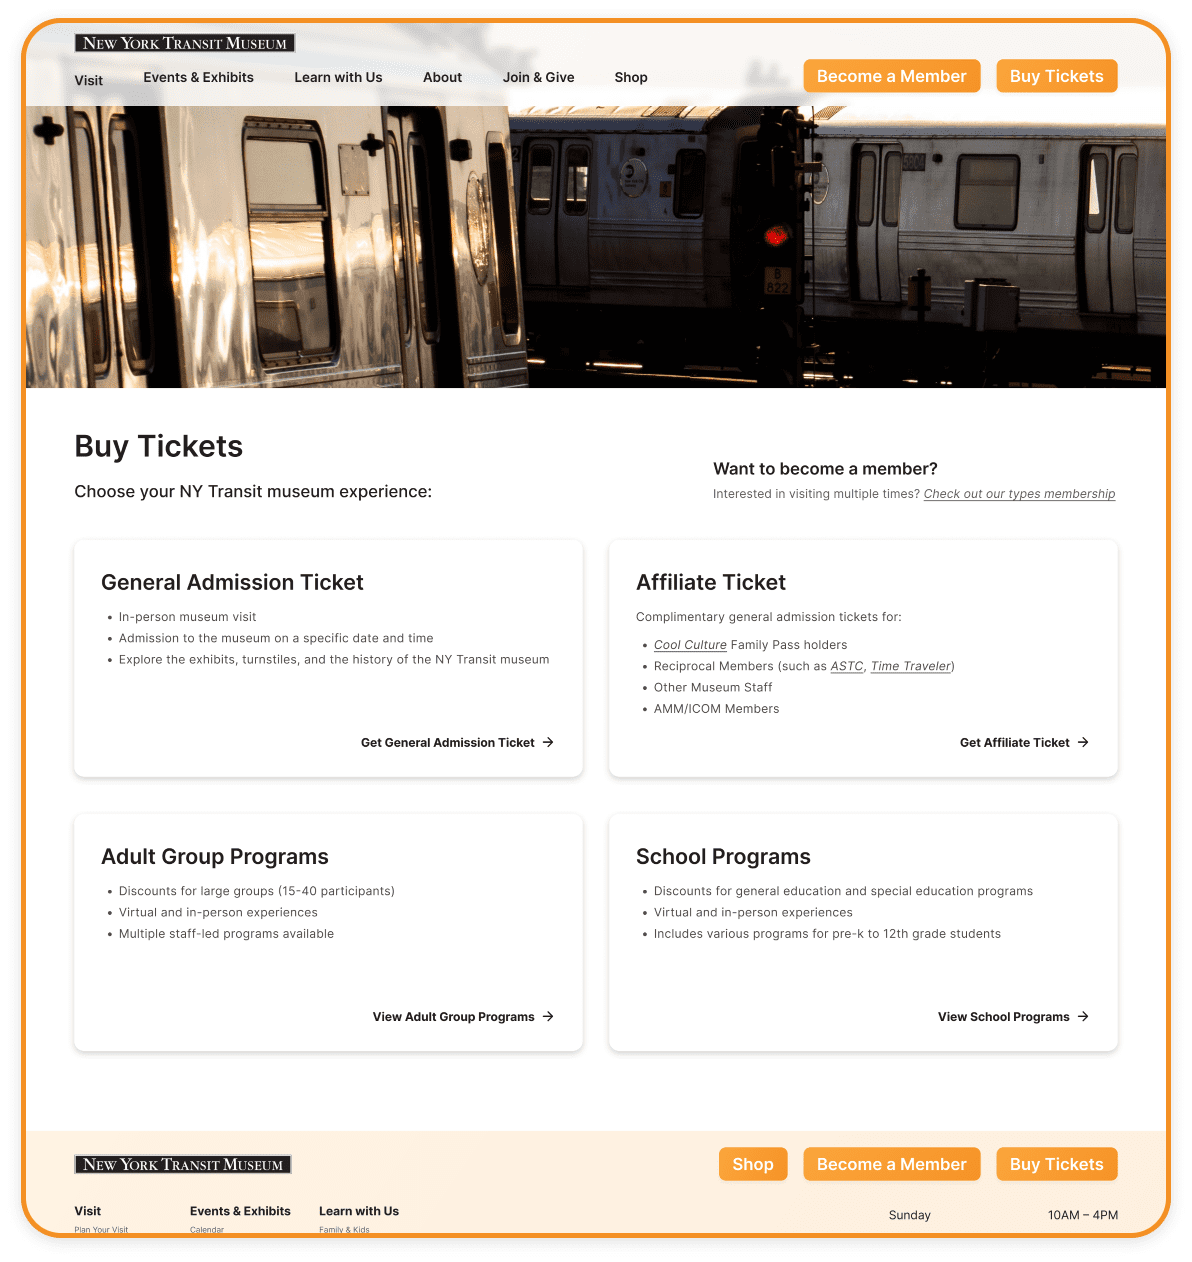 NEW YORK TRANSIT MUSEUM
Visit Events & Exhibits Learn with Us About Join & Give Shop Become a Member Buy Tickets
B
822
Buy Tickets
Choose your NY Transit museum experience:
Want to become a member?
Interested in visiting multiple times? Check out our types membership
General Admission Ticket
• In-person museum visit
• Admission to the museum on a specific date and time
• Explore the exhibits, turnstiles, and the history of the NY Transit museum
Get General Admission Ticket →
Affiliate Ticket
Complimentary general admission tickets for:
• Cool Culture Family Pass holders
• Reciprocal Members (such as ASTC, Time Traveler)
• Other Museum Staff
• AMM/ICOM Members
Get Affiliate Ticket →
Adult Group Programs
• Discounts for large groups (15-40 participants)
• Virtual and in-person experiences
• Multiple staff-led programs available
View Adult Group Programs →
School Programs
• Discounts for general education and special education programs
• Virtual and in-person experiences
• Includes various programs for pre-k to 12th grade students
View School Programs →
NEW YORK TRANSIT MUSEUM
Shop Become a Member Buy Tickets
Visit Events & Exhibits Learn with Us
Plan Your Visit Calendar Family & Kids
Sunday 10AM – 4PM